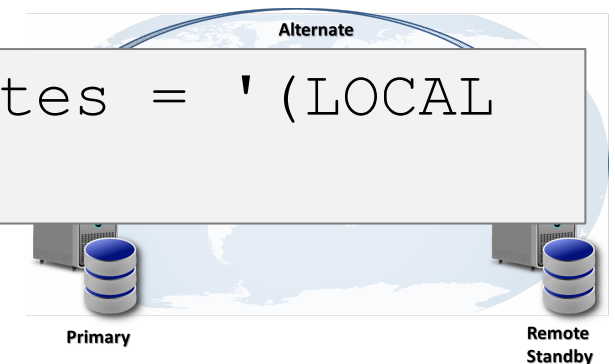 Alternate
tes = '(LOCAL
Primary
Remote
Standby